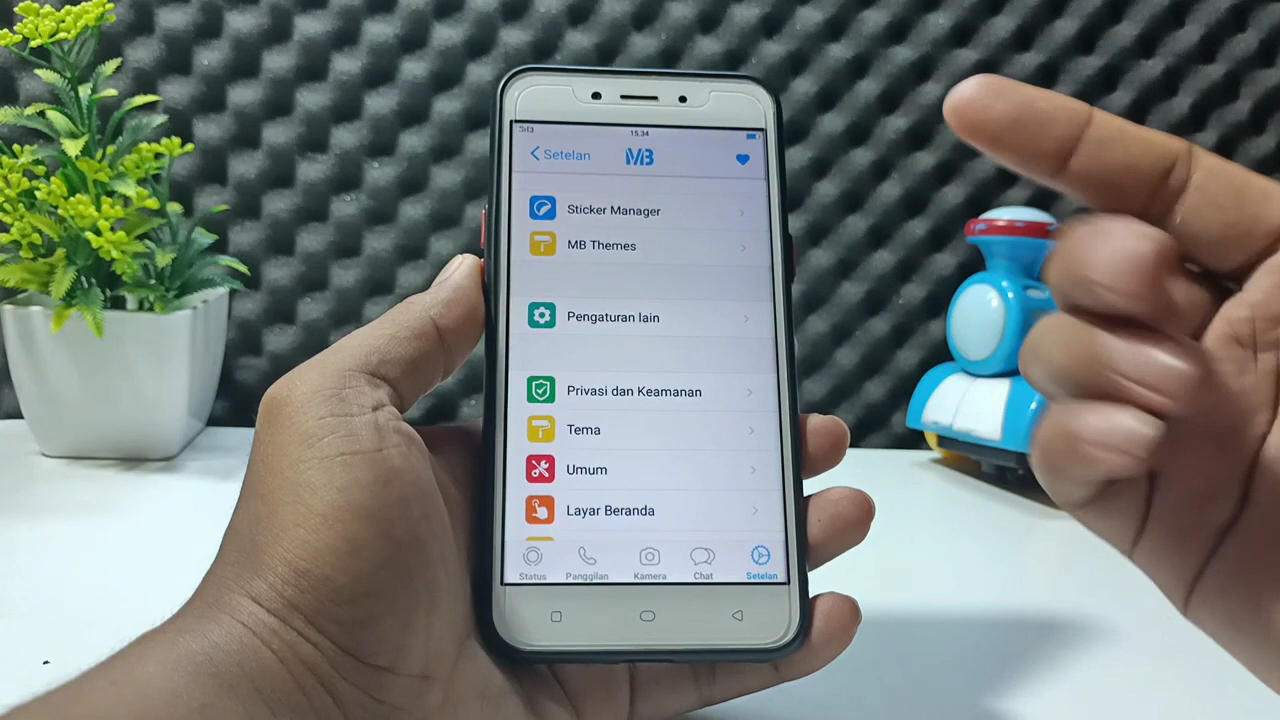 15.34
Setelan
MB
Sticker Manager
MB Themes
Pengaturan lain
Privasi dan Keamanan
Tema
Umum
Layar Beranda
Status
Panggilan
Kamera
Chat
Setelan